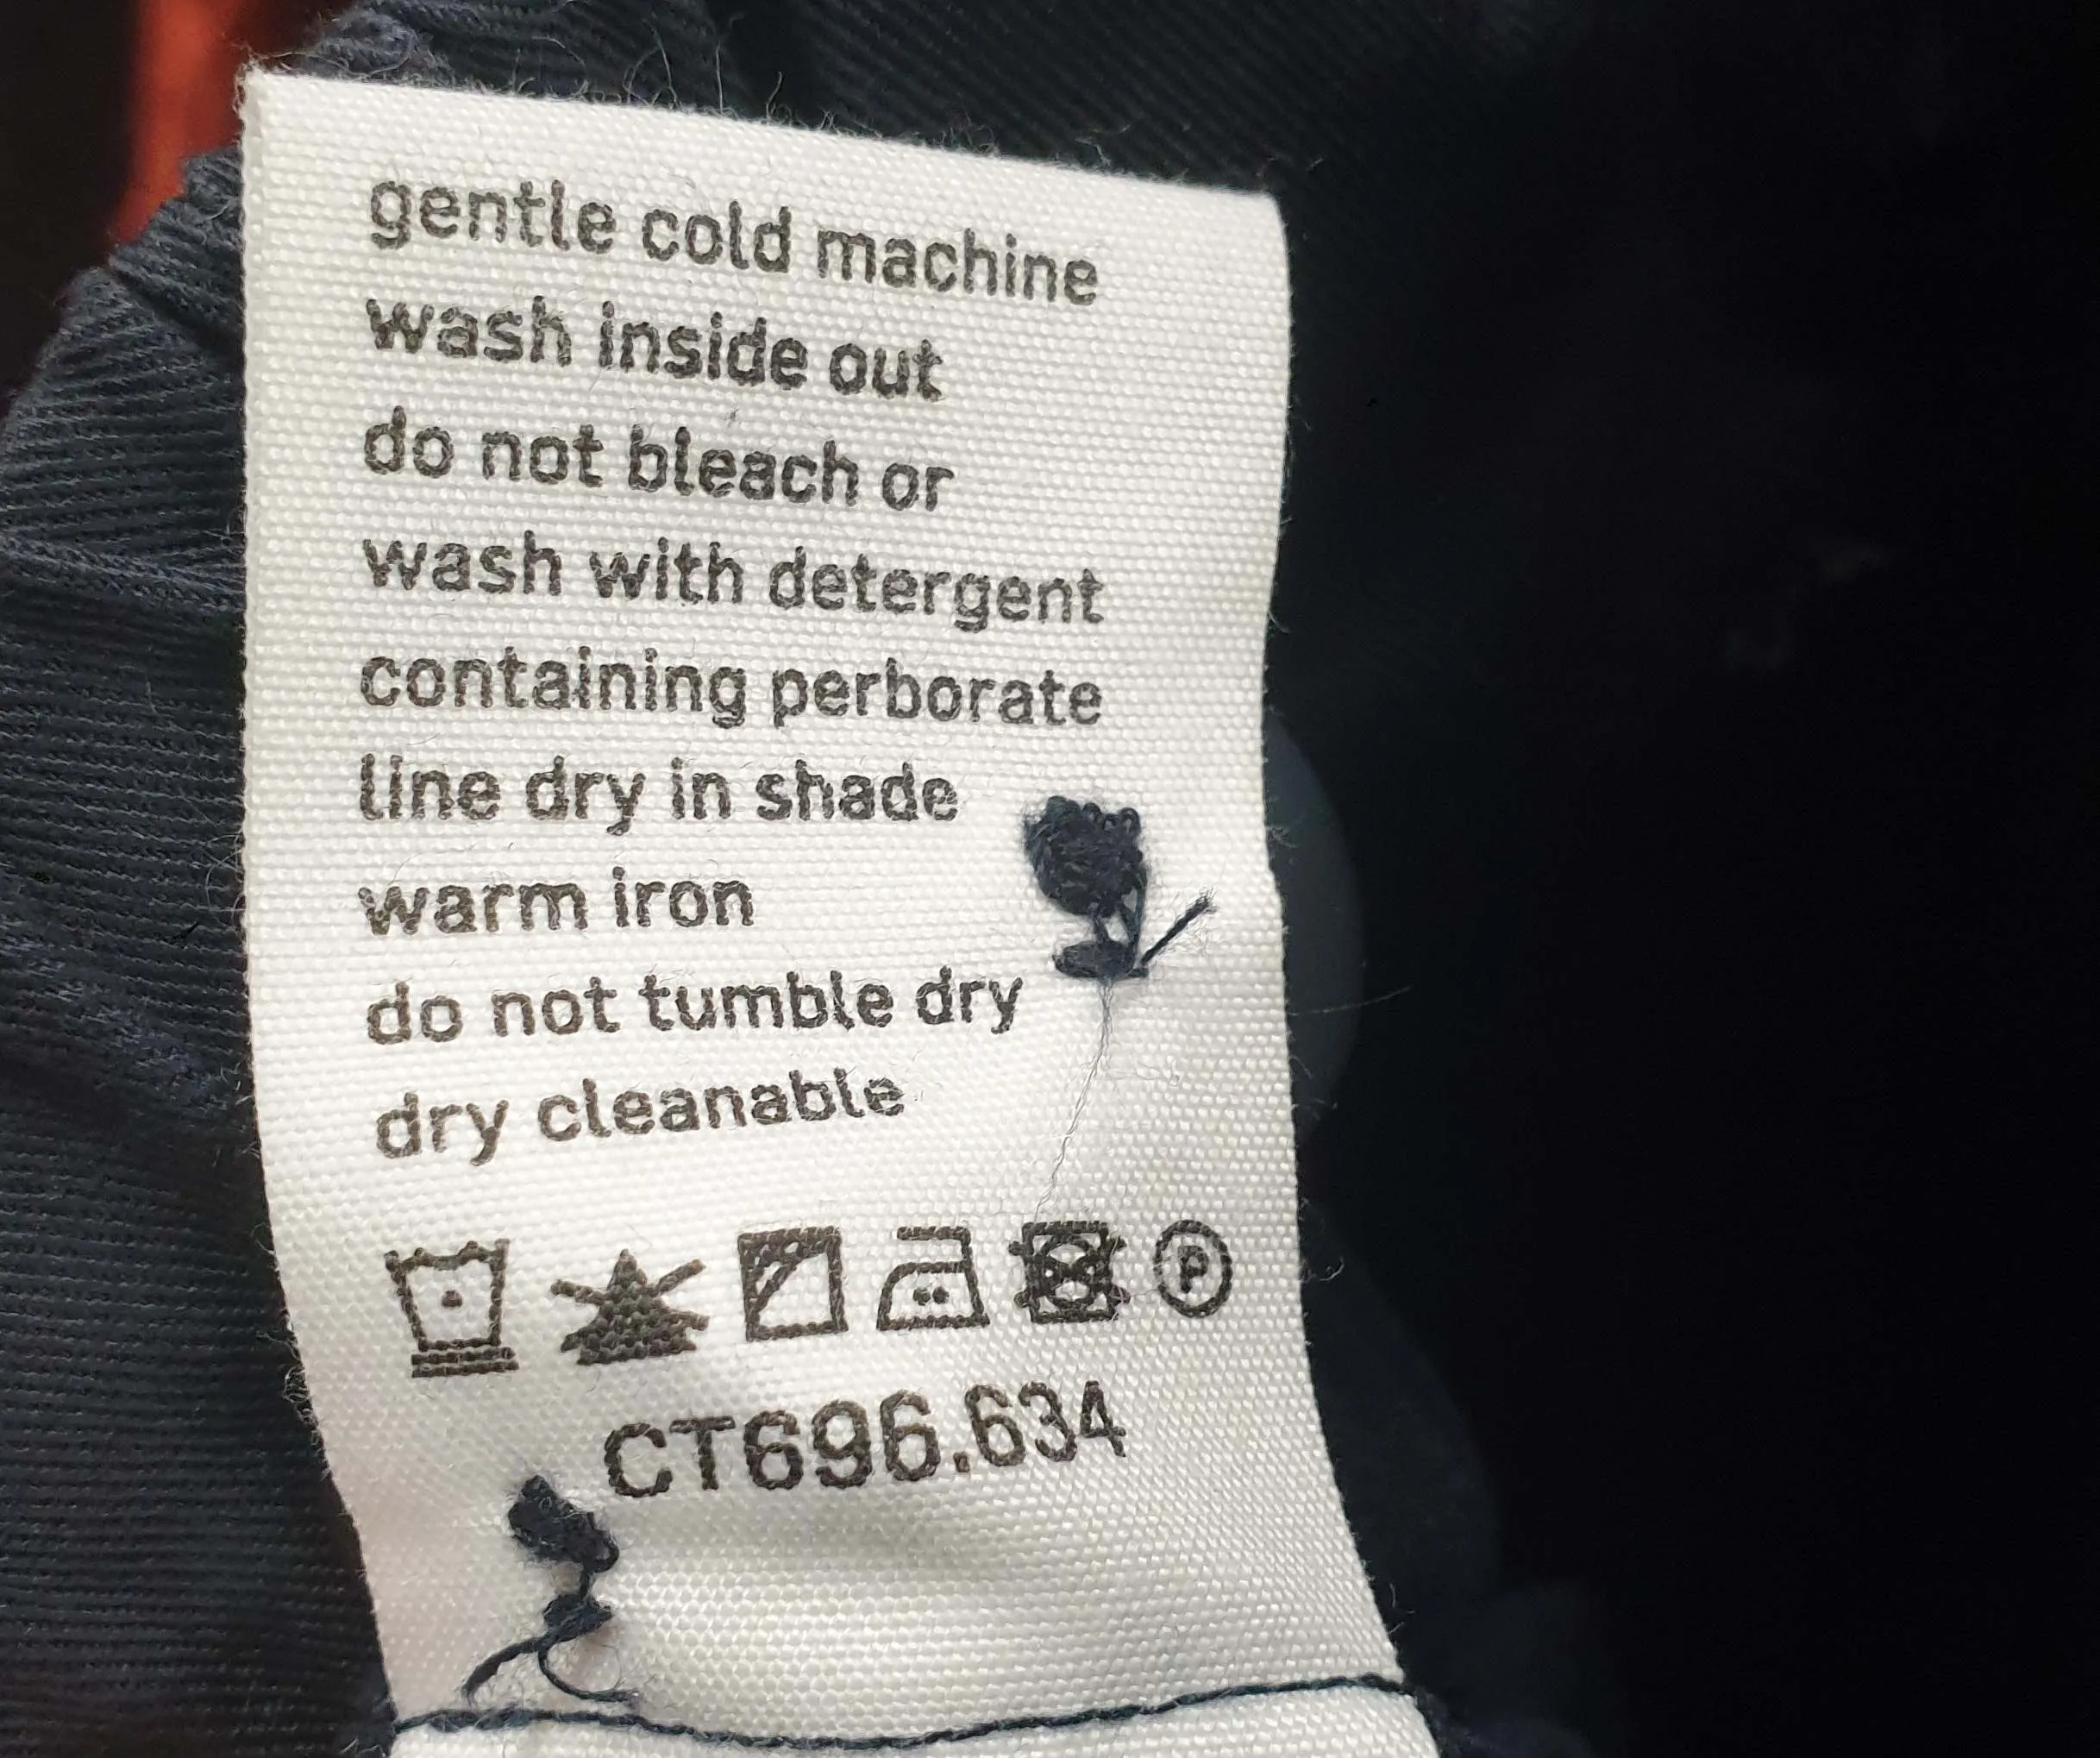 gentle cold machine
wash inside out
do not bleach or
wash with detergent
containing perborate
line dry in shade
warm iron
do not tumble dry
dry cleanable
P
CT696.634